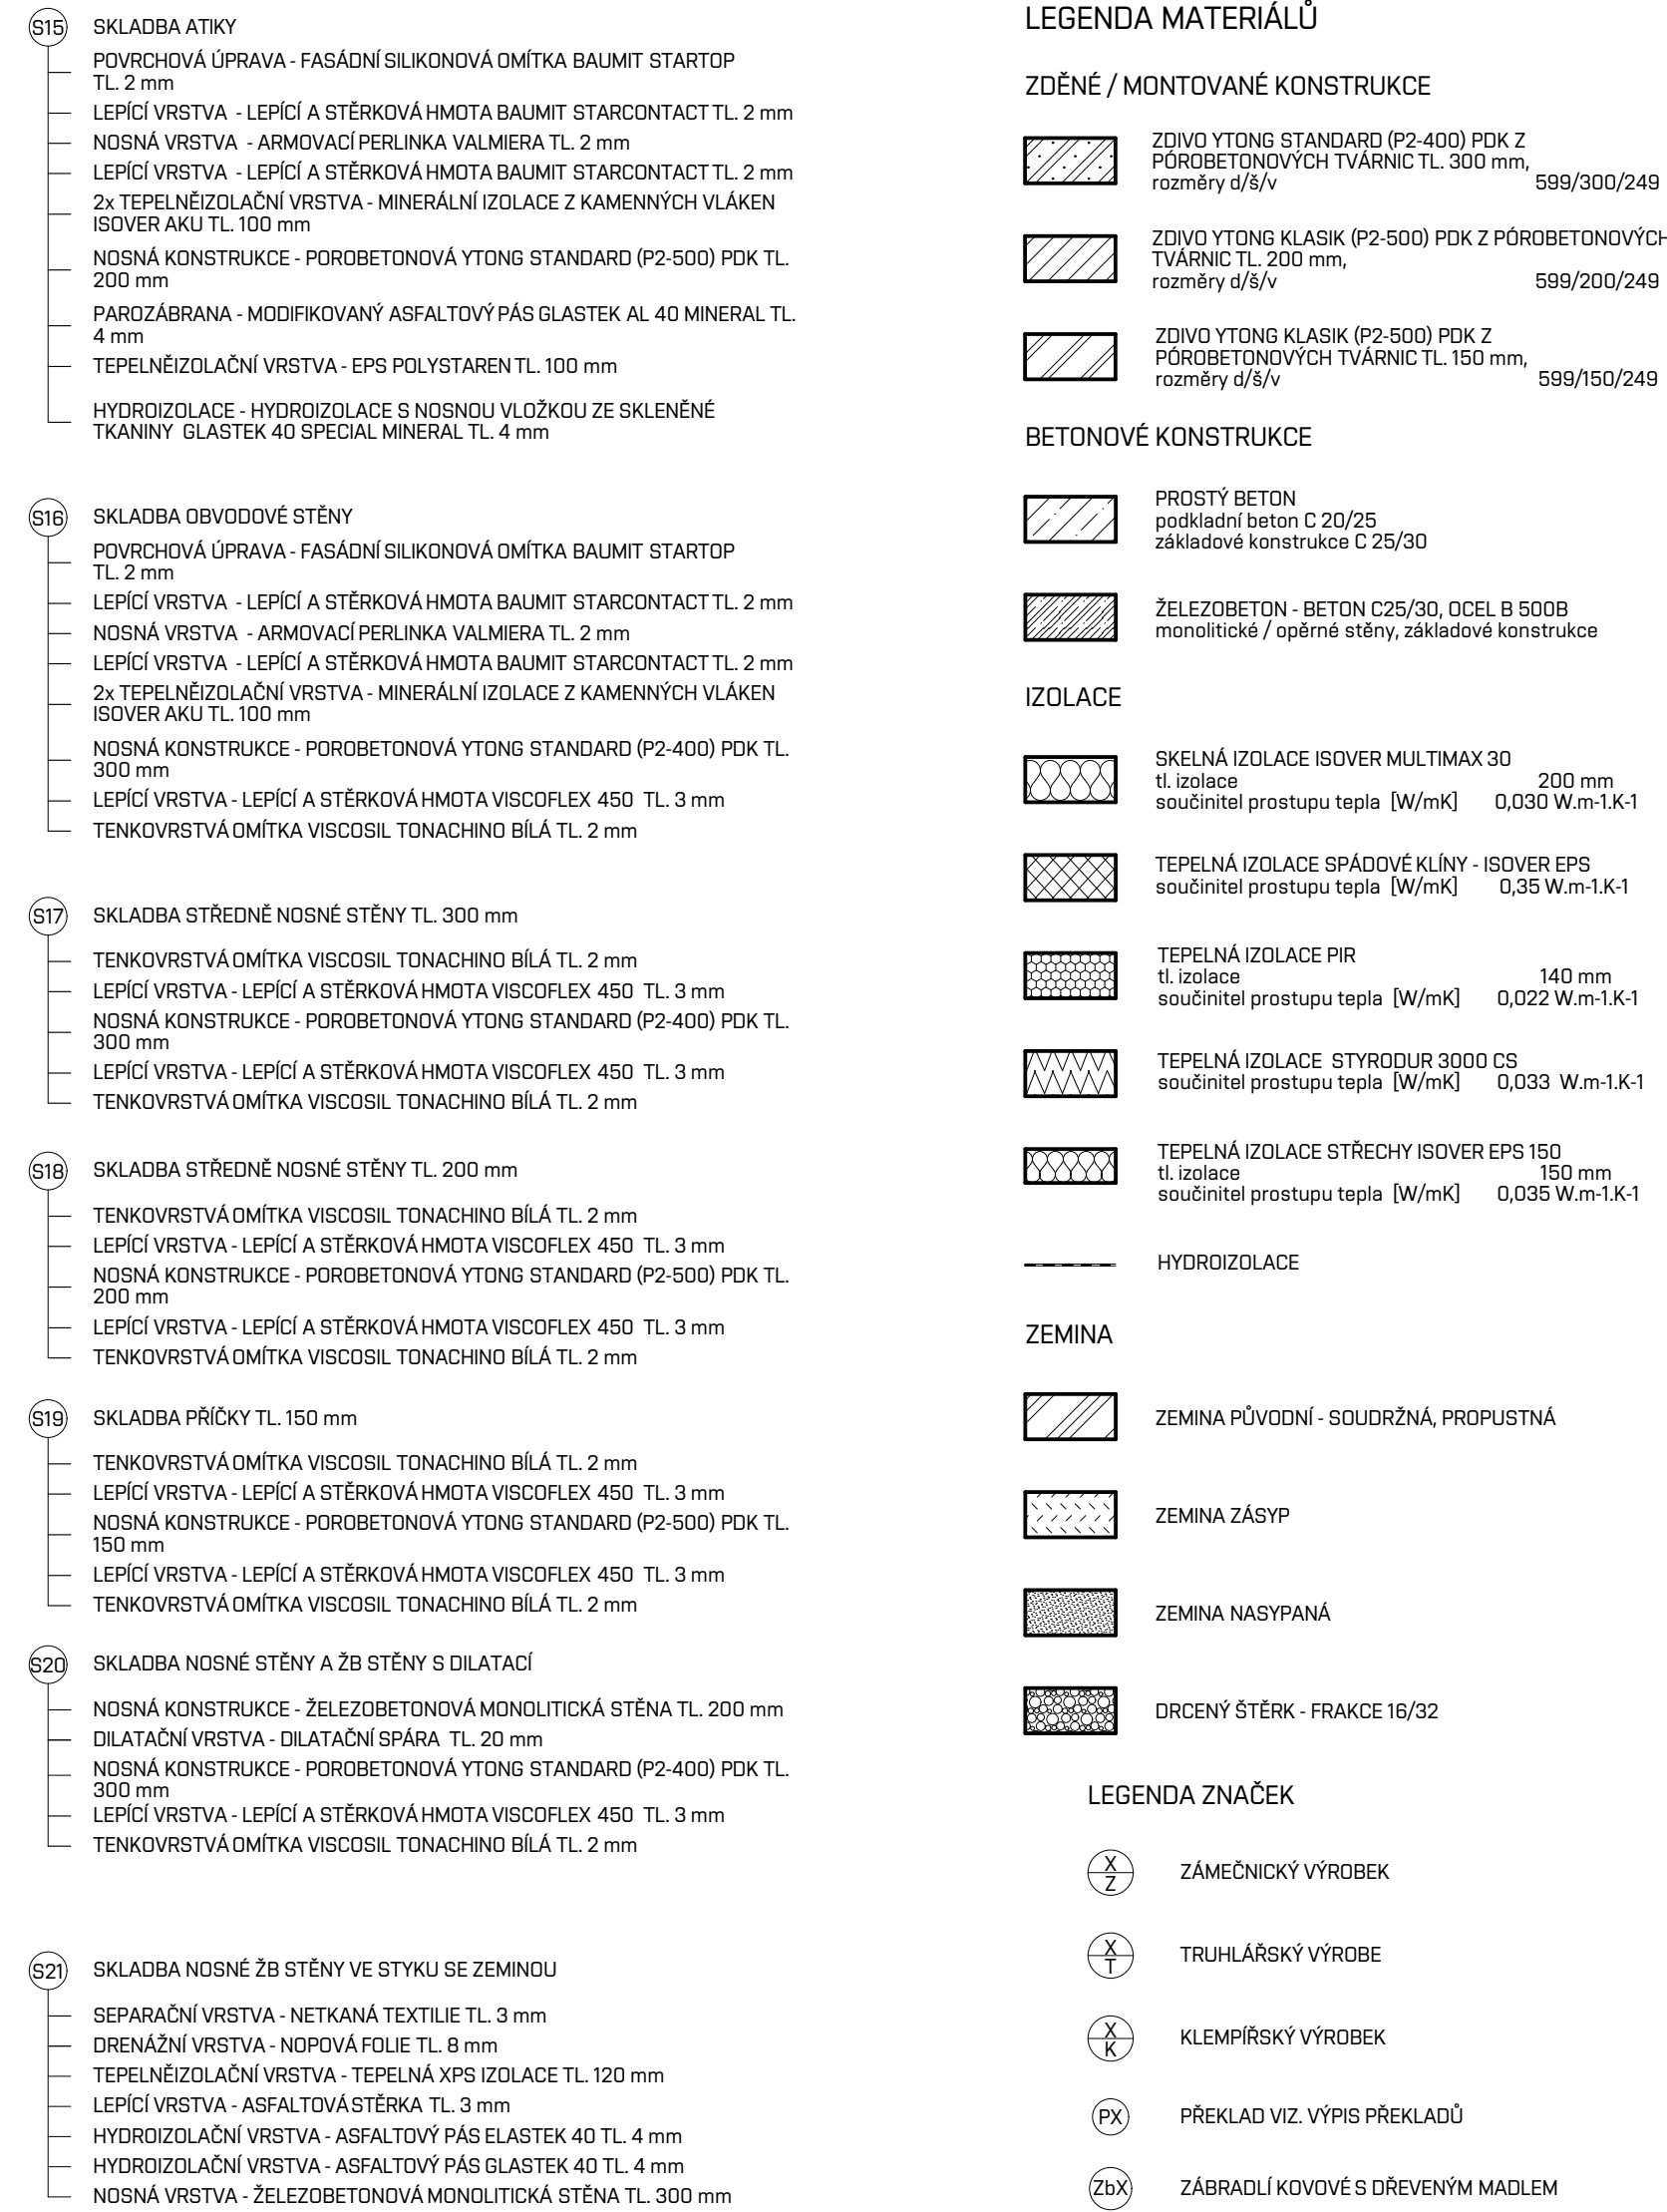 S15 SKLADBA ATIKY
POVRCHOVÁ ÚPRAVA - FASÁDNÍ SILIKONOVÁ OMÍTKA BAUMIT STARTOP
TL. 2 mm
LEPÍCÍ VRSTVA - LEPÍCÍ A STĚRKOVÁ HMOTA BAUMIT STARCONTACT TL. 2 mm
NOSNÁ VRSTVA - ARMOVACÍ PERLINKA VALMIERA TL. 2 mm
LEPÍCÍ VRSTVA - LEPÍCÍ A STĚRKOVÁ HMOTA BAUMIT STARCONTACT TL. 2 mm
2x TEPELNĚIZOLAČNÍ VRSTVA - MINERÁLNÍ IZOLACE Z KAMENNÝCH VLÁKEN
ISOVER AKU TL. 100 mm
NOSNÁ KONSTRUKCE - POROBETONOVÁ YTONG STANDARD (P2-500) PDK TL.
200 mm
PAROZÁBRANA - MODIFIKOVANÝ ASFALTOVÝ PÁS GLASTEK AL 40 MINERAL TL.
4 mm
TEPELNĚIZOLAČNÍ VRSTVA - EPS POLYSTAREN TL. 100 mm
HYDROIZOLACE - HYDROIZOLACE S NOSNOU VLOŽKOU ZE SKLENĚNÉ
TKANINY GLASTEK 40 SPECIAL MINERAL TL. 4 mm
S16 SKLADBA OBVODOVÉ STĚNY
POVRCHOVÁ ÚPRAVA - FASÁDNÍ SILIKONOVÁ OMÍTKA BAUMIT STARTOP
TL. 2 mm
LEPÍCÍ VRSTVA - LEPÍCÍ A STĚRKOVÁ HMOTA BAUMIT STARCONTACT TL. 2 mm
NOSNÁ VRSTVA - ARMOVACÍ PERLINKA VALMIERA TL. 2 mm
LEPÍCÍ VRSTVA - LEPÍCÍ A STĚRKOVÁ HMOTA BAUMIT STARCONTACT TL. 2 mm
2x TEPELNĚIZOLAČNÍ VRSTVA - MINERÁLNÍ IZOLACE Z KAMENNÝCH VLÁKEN
ISOVER AKU TL. 100 mm
NOSNÁ KONSTRUKCE - POROBETONOVÁ YTONG STANDARD (P2-400) PDK TL.
300 mm
LEPÍCÍ VRSTVA - LEPÍCÍ A STĚRKOVÁ HMOTA VISCOFLEX 450 TL. 3 mm
TENKOVRSTVÁ OMÍTKA VISCOSIL TONACHINO BÍLÁ TL. 2 mm
S17 SKLADBA STŘEDNĚ NOSNÉ STĚNY TL. 300 mm
TENKOVRSTVÁ OMÍTKA VISCOSIL TONACHINO BÍLÁ TL. 2 mm
LEPÍCÍ VRSTVA - LEPÍCÍ A STĚRKOVÁ HMOTA VISCOFLEX 450 TL. 3 mm
NOSNÁ KONSTRUKCE - POROBETONOVÁ YTONG STANDARD (P2-400) PDK TL.
300 mm
LEPÍCÍ VRSTVA - LEPÍCÍ A STĚRKOVÁ HMOTA VISCOFLEX 450 TL. 3 mm
TENKOVRSTVÁ OMÍTKA VISCOSIL TONACHINO BÍLÁ TL. 2 mm
S18 SKLADBA STŘEDNĚ NOSNÉ STĚNY TL. 200 mm
TENKOVRSTVÁ OMÍTKA VISCOSIL TONACHINO BÍLÁ TL. 2 mm
LEPÍCÍ VRSTVA - LEPÍCÍ A STĚRKOVÁ HMOTA VISCOFLEX 450 TL. 3 mm
NOSNÁ KONSTRUKCE - POROBETONOVÁ YTONG STANDARD (P2-500) PDK TL.
200 mm
LEPÍCÍ VRSTVA - LEPÍCÍ A STĚRKOVÁ HMOTA VISCOFLEX 450 TL. 3 mm
TENKOVRSTVÁ OMÍTKA VISCOSIL TONACHINO BÍLÁ TL. 2 mm
S19 SKLADBA PŘÍČKY TL. 150 mm
TENKOVRSTVÁ OMÍTKA VISCOSIL TONACHINO BÍLÁ TL. 2 mm
LEPÍCÍ VRSTVA - LEPÍCÍ A STĚRKOVÁ HMOTA VISCOFLEX 450 TL. 3 mm
NOSNÁ KONSTRUKCE - POROBETONOVÁ YTONG STANDARD (P2-500) PDK TL.
150 mm
LEPÍCÍ VRSTVA - LEPÍCÍ A STĚRKOVÁ HMOTA VISCOFLEX 450 TL. 3 mm
TENKOVRSTVÁ OMÍTKA VISCOSIL TONACHINO BÍLÁ TL. 2 mm
S20 SKLADBA NOSNÉ STĚNY A ŽB STĚNY S DILATACÍ
NOSNÁ KONSTRUKCE - ŽELEZOBETONOVÁ MONOLITICKÁ STĚNA TL. 200 mm
DILATAČNÍ VRSTVA - DILATAČNÍ SPÁRA TL. 20 mm
NOSNÁ KONSTRUKCE - POROBETONOVÁ YTONG STANDARD (P2-400) PDK TL.
300 mm
LEPÍCÍ VRSTVA - LEPÍCÍ A STĚRKOVÁ HMOTA VISCOFLEX 450 TL. 3 mm
TENKOVRSTVÁ OMÍTKA VISCOSIL TONACHINO BÍLÁ TL. 2 mm
S21 SKLADBA NOSNÉ ŽB STĚNY VE STYKU SE ZEMINOU
SEPARAČNÍ VRSTVA - NETKANÁ TEXTILIE TL. 3 mm
DRENÁŽNÍ VRSTVA - NOPOVÁ FOLIE TL. 8 mm
TEPELNĚIZOLAČNÍ VRSTVA - TEPELNÁ XPS IZOLACE TL. 120 mm
LEPÍCÍ VRSTVA - ASFALTOVÁ STĚRKA TL. 3 mm
HYDROIZOLAČNÍ VRSTVA - ASFALTOVÝ PÁS ELASTEK 40 TL. 4 mm
HYDROIZOLAČNÍ VRSTVA - ASFALTOVÝ PÁS GLASTEK 40 TL. 4 mm
NOSNÁ VRSTVA - ŽELEZOBETONOVÁ MONOLITICKÁ STĚNA TL. 300 mm
LEGENDA MATERIÁLŮ
ZDĚNÉ / MONTOVANÉ KONSTRUKCE
ZDIVO YTONG STANDARD (P2-400) PDK Z
PÓROBETONOVÝCH TVÁRNIC TL. 300 mm,
rozměry d/š/v 599/300/249
ZDIVO YTONG KLASIK (P2-500) PDK Z PÓROBETONOVÝCH
TVÁRNIC TL. 200 mm,
rozměry d/š/v 599/200/249
ZDIVO YTONG KLASIK (P2-500) PDK Z
PÓROBETONOVÝCH TVÁRNIC TL. 150 mm,
rozměry d/š/v 599/150/249
BETONOVÉ KONSTRUKCE
PROSTÝ BETON
podkladní beton C 20/25
základové konstrukce C 25/30
ŽELEZOBETON - BETON C25/30, OCEL B 500B
monolitické / opěrné stěny, základové konstrukce
IZOLACE
SKELNÁ IZOLACE ISOVER MULTIMAX 30
tl. izolace 200 mm
součinitel prostupu tepla [W/mK] 0,030 W.m-1.K-1
TEPELNÁ IZOLACE SPÁDOVÉ KLÍNY - ISOVER EPS
součinitel prostupu tepla [W/mK] 0,35 W.m-1.K-1
TEPELNÁ IZOLACE PIR
tl. izolace 140 mm
součinitel prostupu tepla [W/mK] 0,022 W.m-1.K-1
TEPELNÁ IZOLACE STYRODUR 3000 CS
součinitel prostupu tepla [W/mK] 0,033 W.m-1.K-1
TEPELNÁ IZOLACE STŘECHY ISOVER EPS 150
tl. izolace 150 mm
součinitel prostupu tepla [W/mK] 0,035 W.m-1.K-1
HYDROIZOLACE
ZEMINA
ZEMINA PŮVODNÍ - SOUDRŽNÁ, PROPUSTNÁ
ZEMINA ZÁSYP
ZEMINA NASYPANÁ
DRCENÝ ŠTĚRK - FRAKCE 16/32
LEGENDA ZNAČEK
X
Z
ZÁMEČNICKÝ VÝROBEK
X
T
TRUHLÁŘSKÝ VÝROBE
X
K
KLEMPÍŘSKÝ VÝROBEK
PX PŘEKLAD VIZ. VÝPIS PŘEKLADŮ
ZbX ZÁBRADLÍ KOVOVÉ S DŘEVENÝM MADLEM